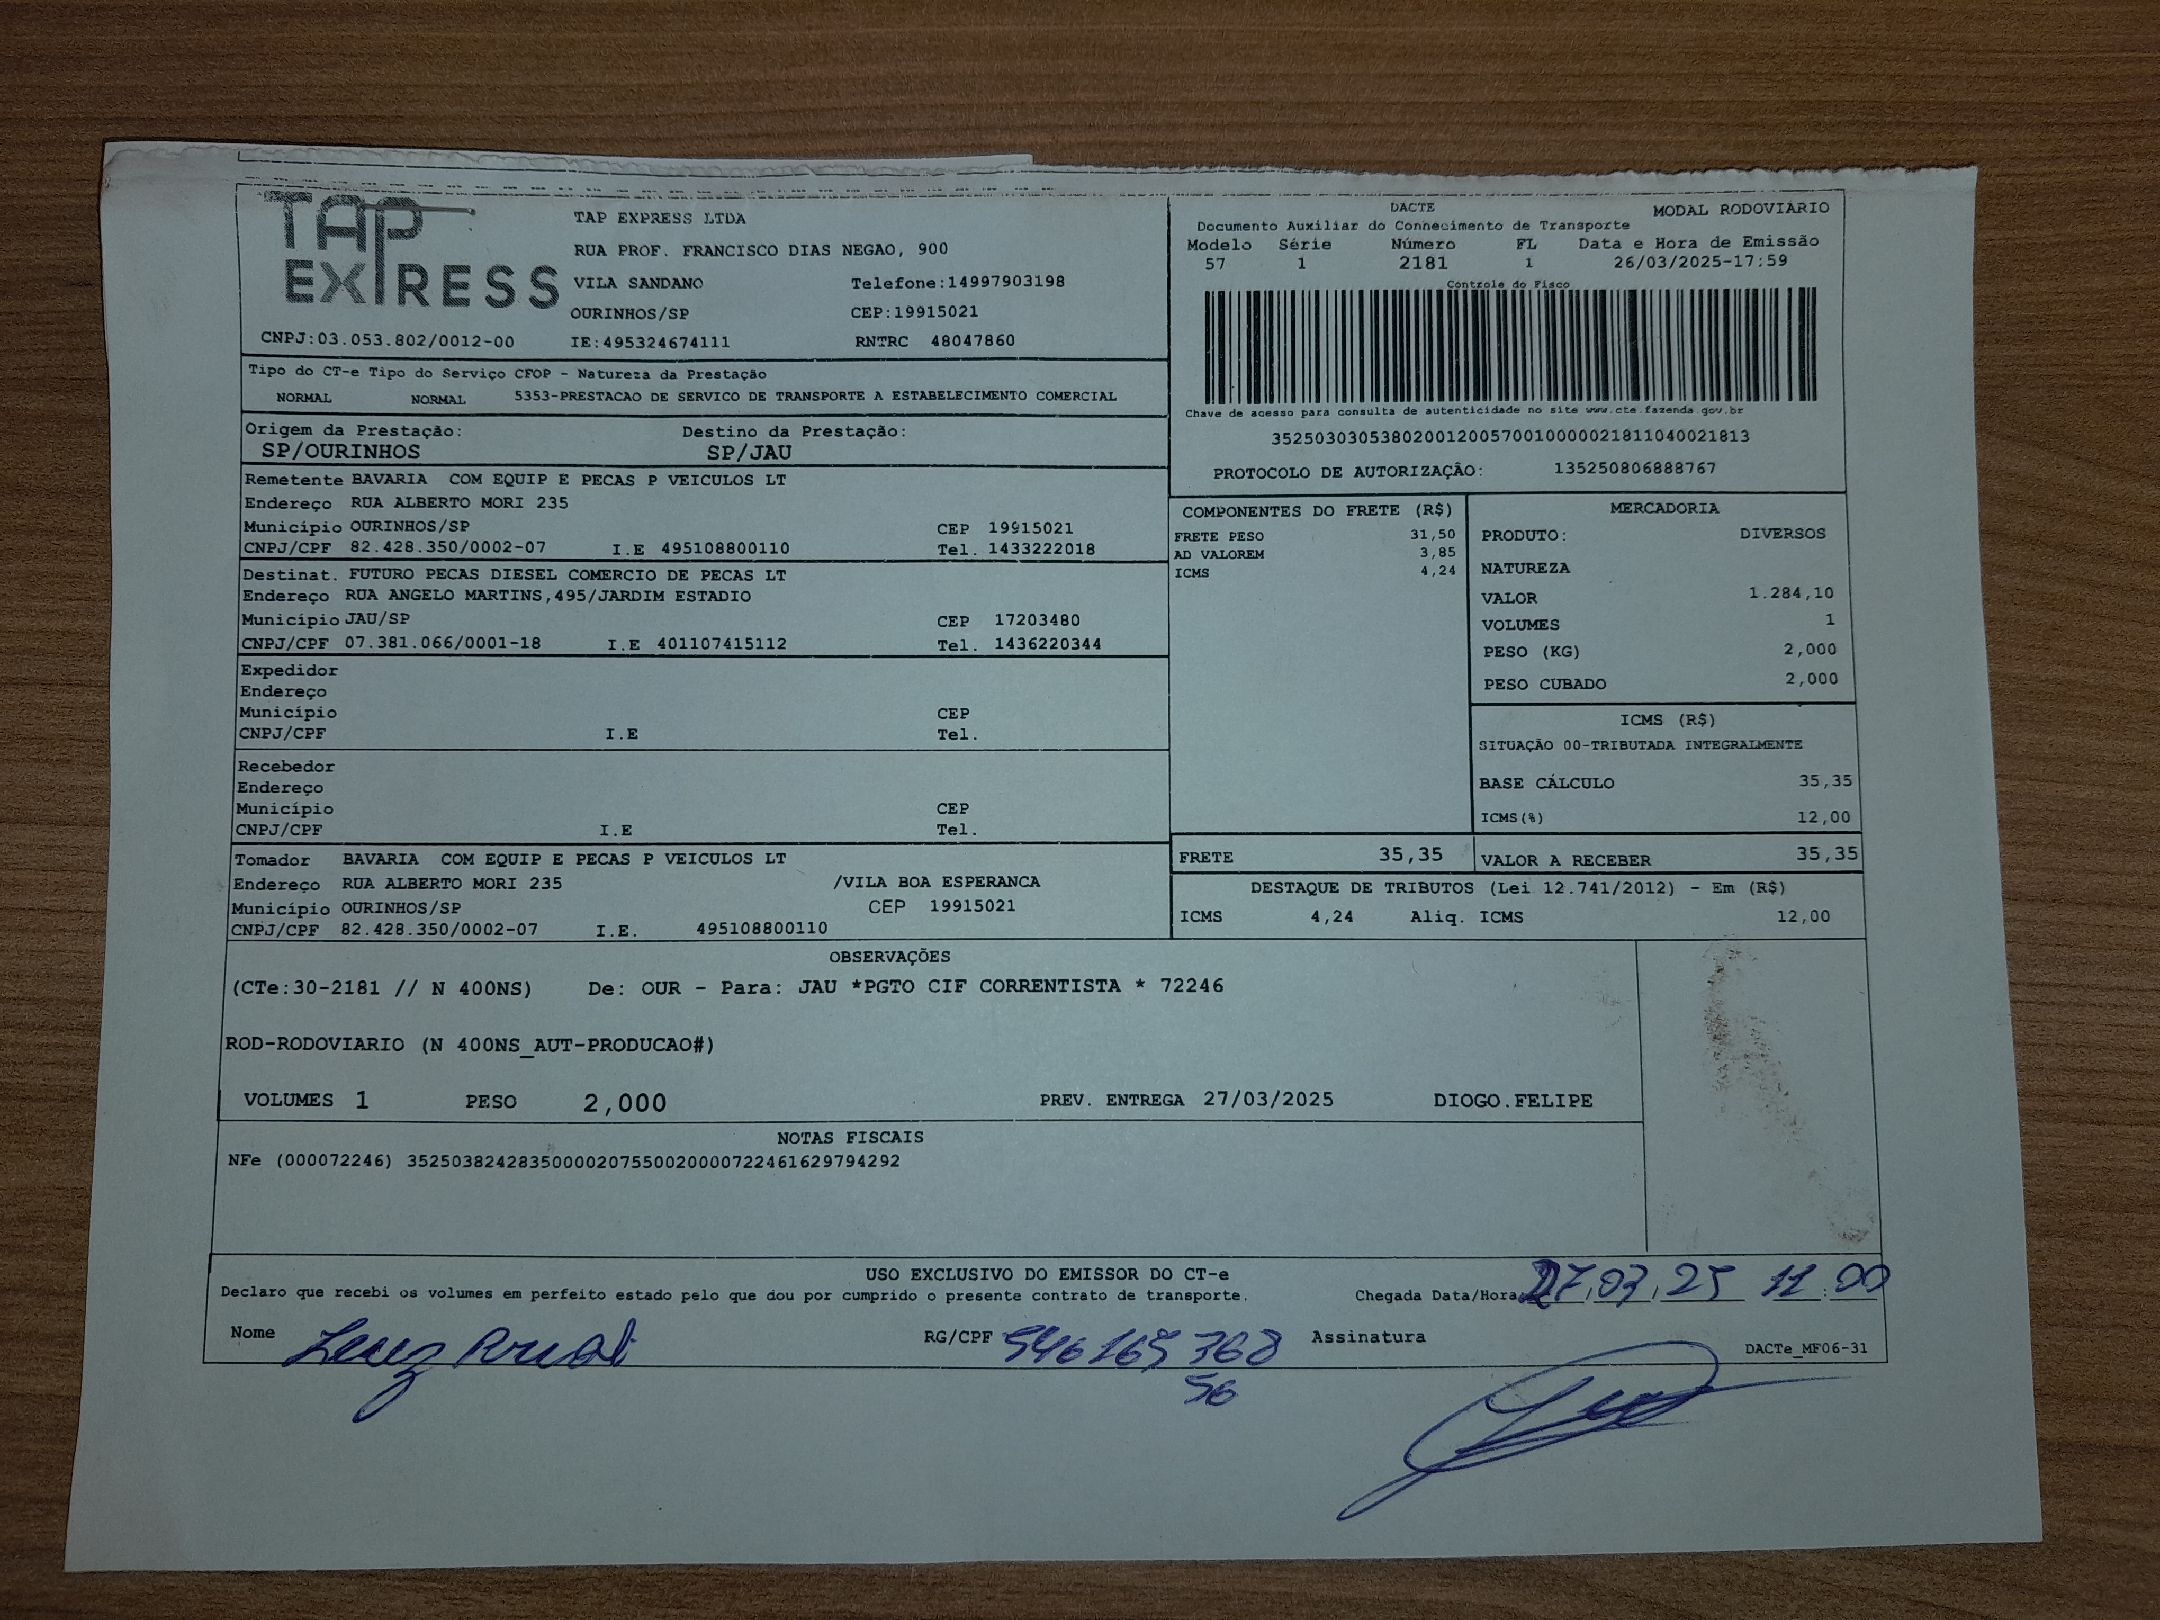 TAP EXPRESS
TAP EXPRESS LTDA
RUA PROF. FRANCISCO DIAS NEGAO, 900
VILA SANDANO Telefone:14997903198
OURINHOS/SP CEP:19915021
CNPJ:03.053.802/0012-00 IE:495324674111 RNTRC 48047860
DACTE MODAL RODOVIÁRIO
Documento Auxiliar do Conhecimento de Transporte
Modelo Série Número FL Data e Hora de Emissão
57 1 2181 1 26/03/2025-17:59
Controle do Fisco
Chave de acesso para consulta de autenticidade no site www.cte.fazenda.gov.br
35250303053802001200570010000021811040021813
PROTOCOLO DE AUTORIZAÇÃO: 135250806888767
Tipo do CT-e Tipo do Serviço CFOP - Natureza da Prestação
NORMAL NORMAL 5353-PRESTACAO DE SERVICO DE TRANSPORTE A ESTABELECIMENTO COMERCIAL
Origem da Prestação: Destino da Prestação:
SP/OURINHOS SP/JAU
Remetente BAVARIA COM EQUIP E PECAS P VEICULOS LT
Endereço RUA ALBERTO MORI 235
Município OURINHOS/SP CEP 19915021
CNPJ/CPF 82.428.350/0002-07 I.E 495108800110 Tel. 1433222018
Destinat. FUTURO PECAS DIESEL COMERCIO DE PECAS LT
Endereço RUA ANGELO MARTINS,495/JARDIM ESTADIO
Município JAU/SP CEP 17203480
CNPJ/CPF 07.381.066/0001-18 I.E 401107415112 Tel. 1436220344
Expedidor
Endereço
Município CEP
CNPJ/CPF I.E Tel.
Recebedor
Endereço
Município CEP
CNPJ/CPF I.E Tel.
Tomador BAVARIA COM EQUIP E PECAS P VEICULOS LT
Endereço RUA ALBERTO MORI 235 /VILA BOA ESPERANCA
Município OURINHOS/SP CEP 19915021
CNPJ/CPF 82.428.350/0002-07 I.E. 495108800110
COMPONENTES DO FRETE (R$)
FRETE PESO 31,50
AD VALOREM 3,85
ICMS 4,24
MERCADORIA
PRODUTO: DIVERSOS
NATUREZA
VALOR 1.284,10
VOLUMES 1
PESO (KG) 2,000
PESO CUBADO 2,000
ICMS (R$)
SITUAÇÃO 00-TRIBUTADA INTEGRALMENTE
BASE CÁLCULO 35,35
ICMS(%) 12,00
FRETE 35,35 VALOR A RECEBER 35,35
DESTAQUE DE TRIBUTOS (Lei 12.741/2012) - Em (R$)
ICMS 4,24 Aliq. ICMS 12,00
OBSERVAÇÕES
(CTe:30-2181 // N 400NS) De: OUR - Para: JAU *PGTO CIF CORRENTISTA * 72246
ROD-RODOVIARIO (N 400NS_AUT-PRODUCAO#)
VOLUMES 1 PESO 2,000 PREV. ENTREGA 27/03/2025 DIOGO.FELIPE
NOTAS FISCAIS
NFe (000072246) 35250382428350000207550020000722461629794292
USO EXCLUSIVO DO EMISSOR DO CT-e
Declaro que recebi os volumes em perfeito estado pelo que dou por cumprido o presente contrato de transporte. Chegada Data/Hora 27.03.25 11:00
Nome RG/CPF 546165768 Assinatura
56
DACTe_MF06-31